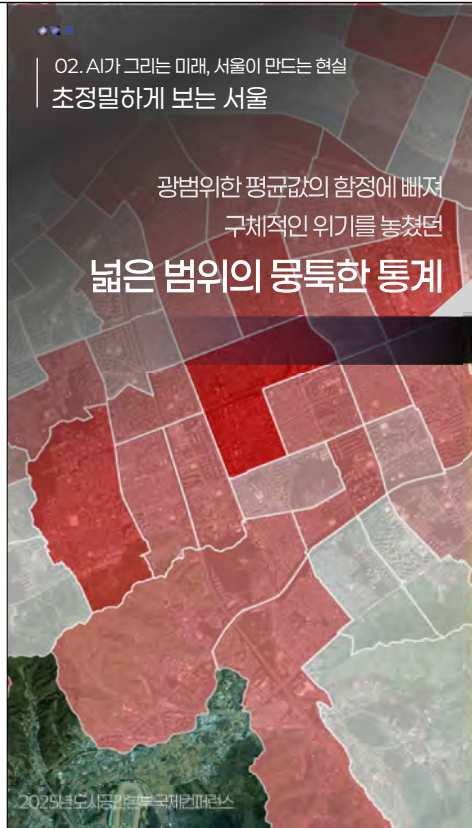 02. AI가 그리는 미래, 서울이 만드는 현실
초정밀하게 보는 서울
광범위한 평균값의 함정에 빠져
구체적인 위기를 놓쳤던
넓은 범위의 뭉툭한 통계
2025년 도시공간본부 국제컨퍼런스